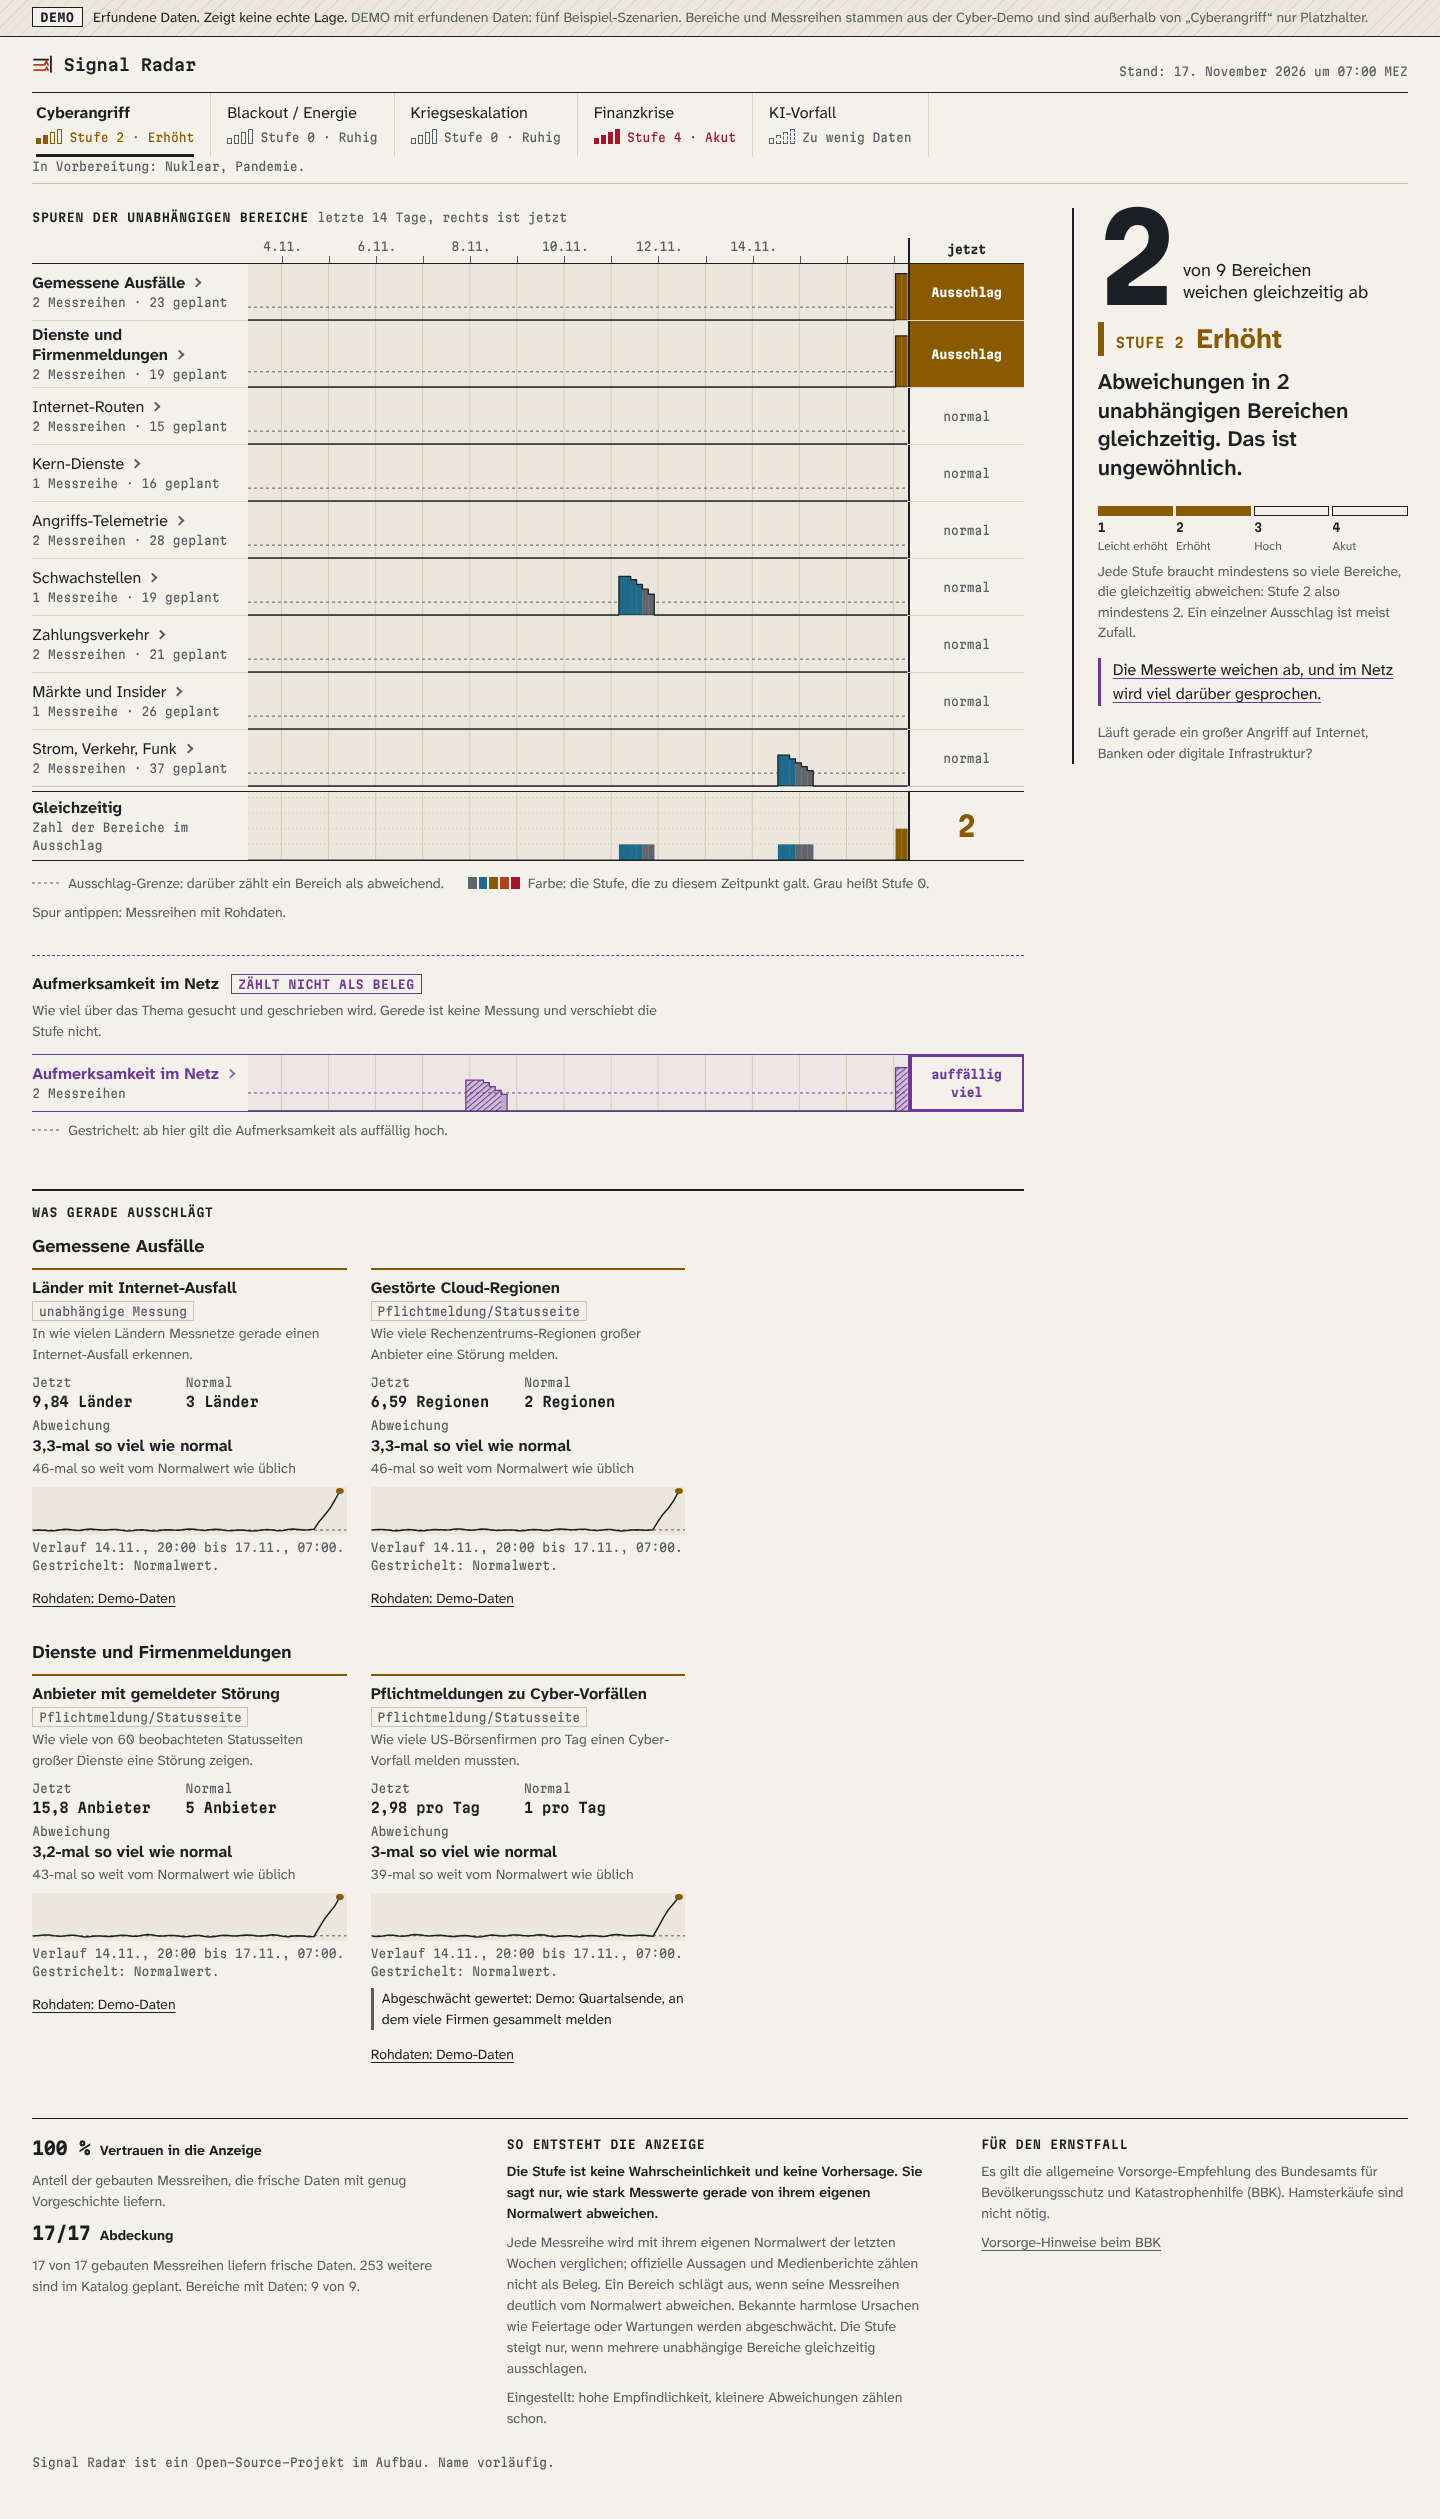 DEMO Erfundene Daten. Zeigt keine echte Lage. DEMO mit erfundenen Daten: fünf Beispiel-Szenarien. Bereiche und Messreihen stammen aus der Cyber-Demo und sind außerhalb von „Cyberangriff“ nur Platzhalter.
Signal Radar
Stand: 17. November 2026 um 07:00 MEZ
Cyberangriff
Stufe 2 · Erhöht
Blackout / Energie
Stufe 0 · Ruhig
Kriegseskalation
Stufe 0 · Ruhig
Finanzkrise
Stufe 4 · Akut
KI-Vorfall
Zu wenig Daten
In Vorbereitung: Nuklear, Pandemie.
SPUREN DER UNABHÄNGIGEN BEREICHE letzte 14 Tage, rechts ist jetzt
4.11. 6.11. 8.11. 10.11. 12.11. 14.11. jetzt
Gemessene Ausfälle
2 Messreihen · 23 geplant
Ausschlag
Dienste und
Firmenmeldungen
2 Messreihen · 19 geplant
Ausschlag
Internet-Routen
2 Messreihen · 15 geplant
normal
Kern-Dienste
1 Messreihe · 16 geplant
normal
Angriffs-Telemetrie
2 Messreihen · 28 geplant
normal
Schwachstellen
1 Messreihe · 19 geplant
normal
Zahlungsverkehr
2 Messreihen · 21 geplant
normal
Märkte und Insider
1 Messreihe · 26 geplant
normal
Strom, Verkehr, Funk
2 Messreihen · 37 geplant
normal
Gleichzeitig
Zahl der Bereiche im
Ausschlag
2
Ausschlag-Grenze: darüber zählt ein Bereich als abweichend.
Farbe: die Stufe, die zu diesem Zeitpunkt galt. Grau heißt Stufe 0.
Spur antippen: Messreihen mit Rohdaten.
2
von 9 Bereichen
weichen gleichzeitig ab
STUFE 2 Erhöht
Abweichungen in 2
unabhängigen Bereichen
gleichzeitig. Das ist
ungewöhnlich.
1 2 3 4
Leicht erhöht Erhöht Hoch Akut
Jede Stufe braucht mindestens so viele Bereiche,
die gleichzeitig abweichen: Stufe 2 also
mindestens 2. Ein einzelner Ausschlag ist meist
Zufall.
Die Messwerte weichen ab, und im Netz
wird viel darüber gesprochen.
Läuft gerade ein großer Angriff auf Internet,
Banken oder digitale Infrastruktur?
Aufmerksamkeit im Netz ZÄHLT NICHT ALS BELEG
Wie viel über das Thema gesucht und geschrieben wird. Gerede ist keine Messung und verschiebt die
Stufe nicht.
Aufmerksamkeit im Netz
2 Messreihen
auffällig
viel
Gestrichelt: ab hier gilt die Aufmerksamkeit als auffällig hoch.
WAS GERADE AUSSCHLÄGT
Gemessene Ausfälle
Länder mit Internet-Ausfall
unabhängige Messung
In wie vielen Ländern Messnetze gerade einen
Internet-Ausfall erkennen.
Jetzt Normal
9,84 Länder 3 Länder
Abweichung
3,3-mal so viel wie normal
46-mal so weit vom Normalwert wie üblich
Verlauf 14.11., 20:00 bis 17.11., 07:00.
Gestrichelt: Normalwert.
Rohdaten: Demo-Daten
Gestörte Cloud-Regionen
Pflichtmeldung/Statusseite
Wie viele Rechenzentrums-Regionen großer
Anbieter eine Störung melden.
Jetzt Normal
6,59 Regionen 2 Regionen
Abweichung
3,3-mal so viel wie normal
46-mal so weit vom Normalwert wie üblich
Verlauf 14.11., 20:00 bis 17.11., 07:00.
Gestrichelt: Normalwert.
Rohdaten: Demo-Daten
Dienste und Firmenmeldungen
Anbieter mit gemeldeter Störung
Pflichtmeldung/Statusseite
Wie viele von 60 beobachteten Statusseiten
großer Dienste eine Störung zeigen.
Jetzt Normal
15,8 Anbieter 5 Anbieter
Abweichung
3,2-mal so viel wie normal
43-mal so weit vom Normalwert wie üblich
Verlauf 14.11., 20:00 bis 17.11., 07:00.
Gestrichelt: Normalwert.
Rohdaten: Demo-Daten
Pflichtmeldungen zu Cyber-Vorfällen
Pflichtmeldung/Statusseite
Wie viele US-Börsenfirmen pro Tag einen Cyber-
Vorfall melden mussten.
Jetzt Normal
2,98 pro Tag 1 pro Tag
Abweichung
3-mal so viel wie normal
39-mal so weit vom Normalwert wie üblich
Verlauf 14.11., 20:00 bis 17.11., 07:00.
Gestrichelt: Normalwert.
Abgeschwächt gewertet: Demo: Quartalsende, an
dem viele Firmen gesammelt melden
Rohdaten: Demo-Daten
100 % Vertrauen in die Anzeige
Anteil der gebauten Messreihen, die frische Daten mit genug
Vorgeschichte liefern.
17/17 Abdeckung
17 von 17 gebauten Messreihen liefern frische Daten. 253 weitere
sind im Katalog geplant. Bereiche mit Daten: 9 von 9.
SO ENTSTEHT DIE ANZEIGE
Die Stufe ist keine Wahrscheinlichkeit und keine Vorhersage. Sie
sagt nur, wie stark Messwerte gerade von ihrem eigenen
Normalwert abweichen.
Jede Messreihe wird mit ihrem eigenen Normalwert der letzten
Wochen verglichen; offizielle Aussagen und Medienberichte zählen
nicht als Beleg. Ein Bereich schlägt aus, wenn seine Messreihen
deutlich vom Normalwert abweichen. Bekannte harmlose Ursachen
wie Feiertage oder Wartungen werden abgeschwächt. Die Stufe
steigt nur, wenn mehrere unabhängige Bereiche gleichzeitig
ausschlagen.
Eingestellt: hohe Empfindlichkeit, kleinere Abweichungen zählen
schon.
FÜR DEN ERNSTFALL
Es gilt die allgemeine Vorsorge-Empfehlung des Bundesamts für
Bevölkerungsschutz und Katastrophenhilfe (BBK). Hamsterkäufe sind
nicht nötig.
Vorsorge-Hinweise beim BBK
Signal Radar ist ein Open-Source-Projekt im Aufbau. Name vorläufig.